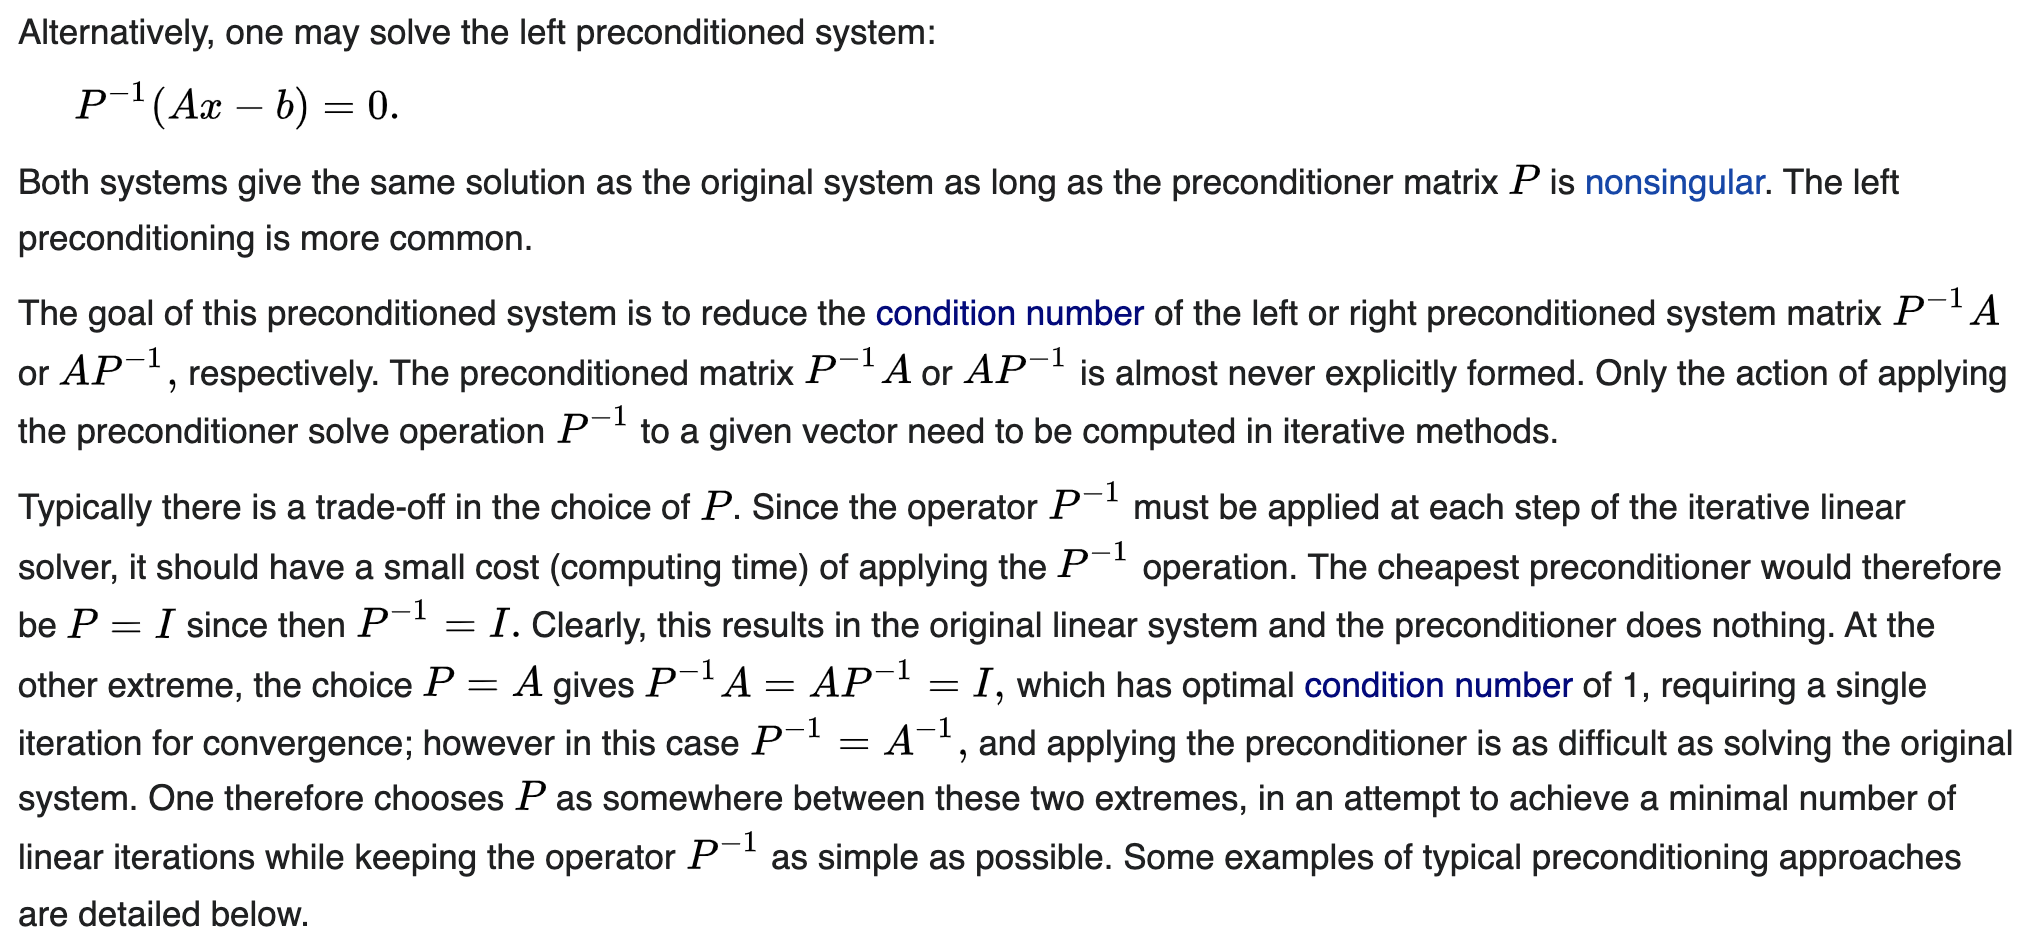 Alternatively, one may solve the left preconditioned system:
P⁻¹(Ax − b) = 0.
Both systems give the same solution as the original system as long as the preconditioner matrix P is nonsingular. The left
preconditioning is more common.
The goal of this preconditioned system is to reduce the condition number of the left or right preconditioned system matrix P⁻¹A
or AP⁻¹, respectively. The preconditioned matrix P⁻¹A or AP⁻¹ is almost never explicitly formed. Only the action of applying
the preconditioner solve operation P⁻¹ to a given vector need to be computed in iterative methods.
Typically there is a trade-off in the choice of P. Since the operator P⁻¹ must be applied at each step of the iterative linear
solver, it should have a small cost (computing time) of applying the P⁻¹ operation. The cheapest preconditioner would therefore
be P = I since then P⁻¹ = I. Clearly, this results in the original linear system and the preconditioner does nothing. At the
other extreme, the choice P = A gives P⁻¹A = AP⁻¹ = I, which has optimal condition number of 1, requiring a single
iteration for convergence; however in this case P⁻¹ = A⁻¹, and applying the preconditioner is as difficult as solving the original
system. One therefore chooses P as somewhere between these two extremes, in an attempt to achieve a minimal number of
linear iterations while keeping the operator P⁻¹ as simple as possible. Some examples of typical preconditioning approaches
are detailed below.